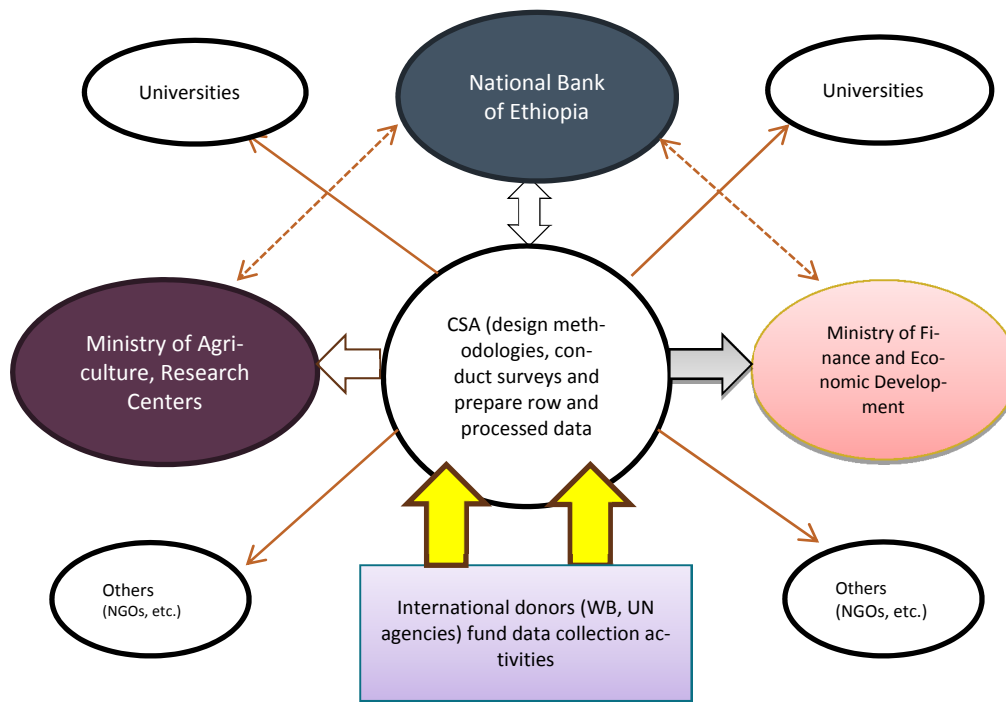 Universities
National Bank
of Ethiopia
Universities
Ministry of Agri-
culture, Research
Centers
CSA (design meth-
odologies, con-
duct surveys and
prepare row and
processed data
Ministry of Fi-
nance and Eco-
nomic Develop-
ment
Others
(NGOs, etc.)
International donors (WB, UN
agencies) fund data collection ac-
tivities
Others
(NGOs, etc.)